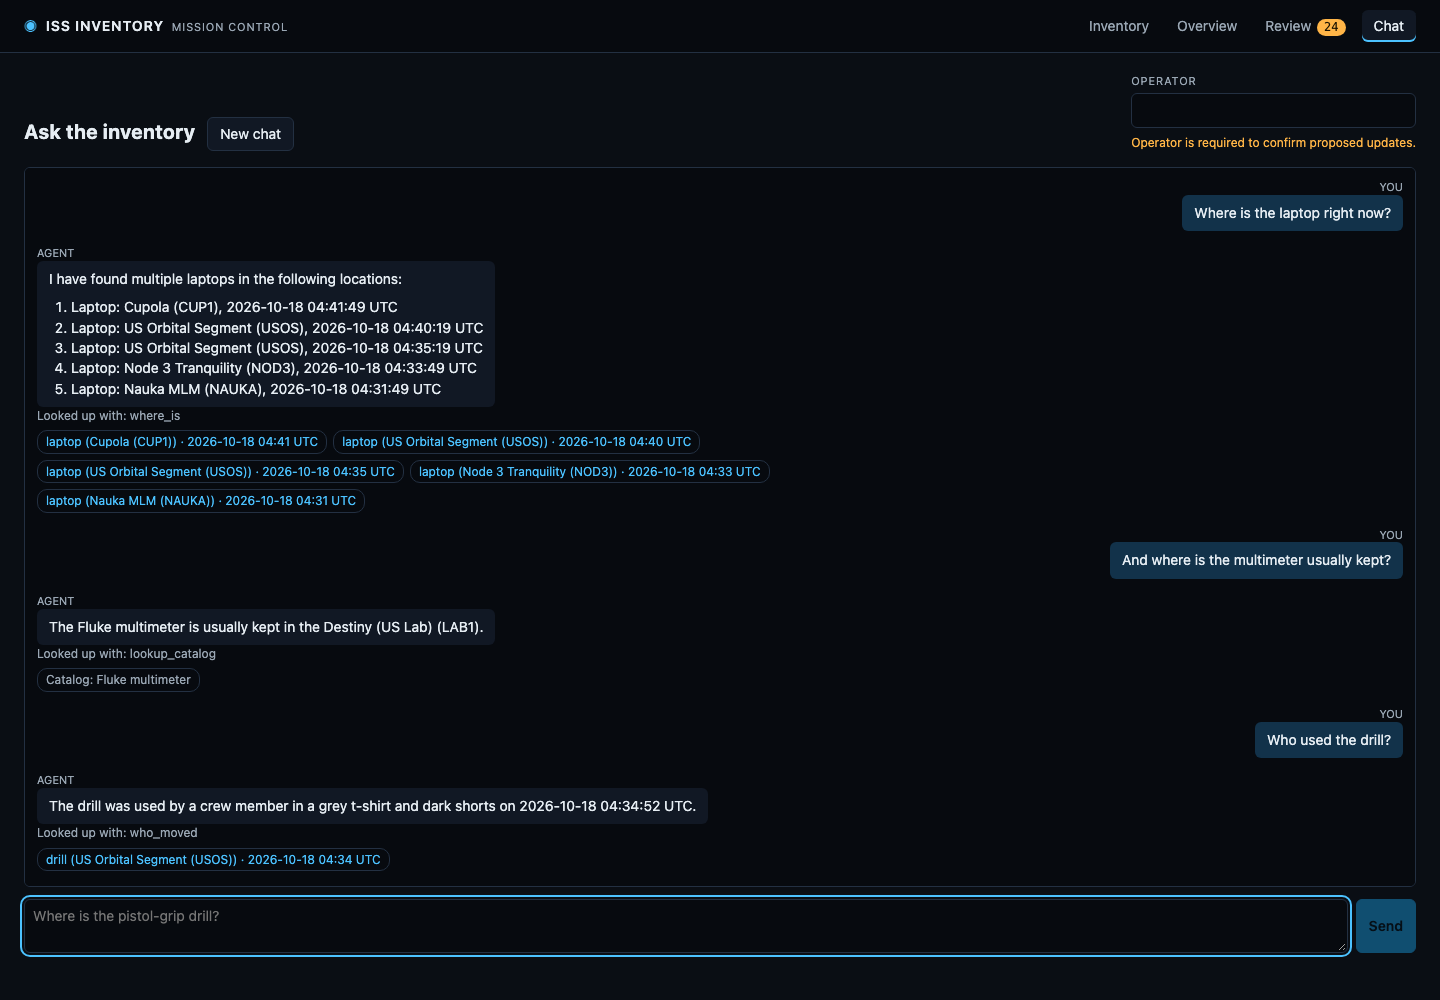 ISS INVENTORY MISSION CONTROL
Inventory Overview Review 24 Chat
OPERATOR
Ask the inventory New chat
Operator is required to confirm proposed updates.
YOU
Where is the laptop right now?
AGENT
I have found multiple laptops in the following locations:
1. Laptop: Cupola (CUP1), 2026-10-18 04:41:49 UTC
2. Laptop: US Orbital Segment (USOS), 2026-10-18 04:40:19 UTC
3. Laptop: US Orbital Segment (USOS), 2026-10-18 04:35:19 UTC
4. Laptop: Node 3 Tranquility (NOD3), 2026-10-18 04:33:49 UTC
5. Laptop: Nauka MLM (NAUKA), 2026-10-18 04:31:49 UTC
Looked up with: where_is
laptop (Cupola (CUP1)) · 2026-10-18 04:41 UTC laptop (US Orbital Segment (USOS)) · 2026-10-18 04:40 UTC
laptop (US Orbital Segment (USOS)) · 2026-10-18 04:35 UTC laptop (Node 3 Tranquility (NOD3)) · 2026-10-18 04:33 UTC
laptop (Nauka MLM (NAUKA)) · 2026-10-18 04:31 UTC
YOU
And where is the multimeter usually kept?
AGENT
The Fluke multimeter is usually kept in the Destiny (US Lab) (LAB1).
Looked up with: lookup_catalog
Catalog: Fluke multimeter
YOU
Who used the drill?
AGENT
The drill was used by a crew member in a grey t-shirt and dark shorts on 2026-10-18 04:34:52 UTC.
Looked up with: who_moved
drill (US Orbital Segment (USOS)) · 2026-10-18 04:34 UTC
Where is the pistol-grip drill?
Send